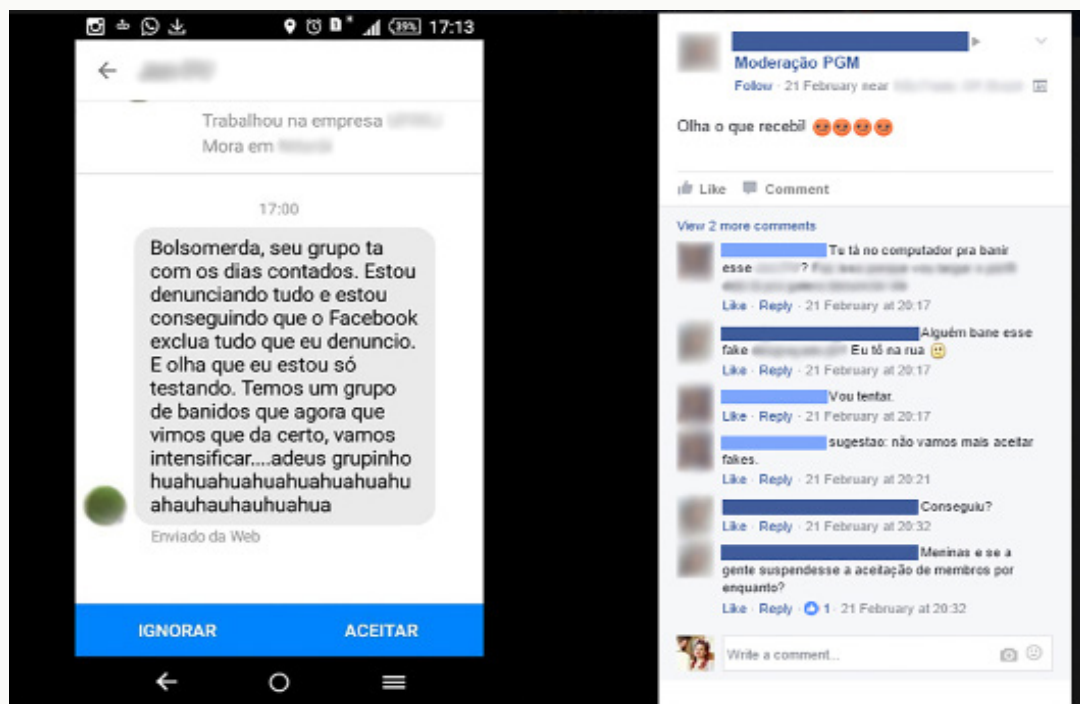 39% 17:13
Trabalhou na empresa
Mora em
17:00
Bolsomerda, seu grupo ta
com os dias contados. Estou
denunciando tudo e estou
conseguindo que o Facebook
exclua tudo que eu denuncio.
E olha que eu estou só
testando. Temos um grupo
de banidos que agora que
vimos que da certo, vamos
intensificar....adeus grupinho
huahuahuahuahuahuahuahu
ahauhauhauhuahua
Enviado da Web
IGNORAR ACEITAR
Moderação PGM
Follow · 21 February near
Olha o que recebi!
Like Comment
View 2 more comments
Tu tá no computador pra banir
esse ?
Like · Reply · 21 February at 20:17
Alguém bane esse
fake Eu tô na rua
Like · Reply · 21 February at 20:17
Vou tentar.
Like · Reply · 21 February at 20:17
sugestao: não vamos mais aceitar
fakes.
Like · Reply · 21 February at 20:21
Conseguiu?
Like · Reply · 21 February at 20:32
Meninas e se a
gente suspendesse a aceitação de membros por
enquanto?
Like · Reply · 1 · 21 February at 20:32
Write a comment...